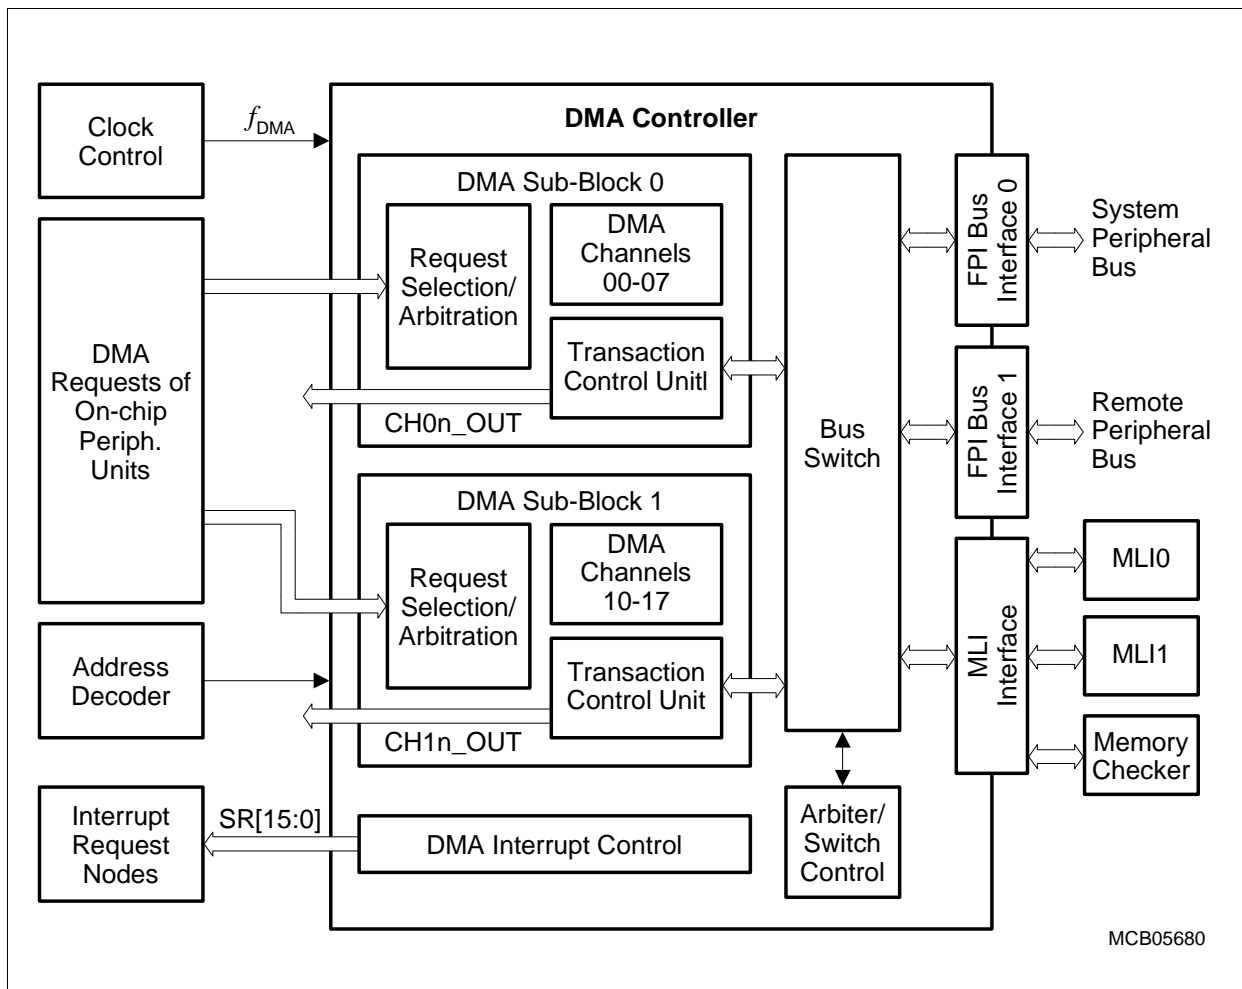 Clock
Control
fDMA
DMA Controller
DMA Sub-Block 0
Request
Selection/
Arbitration
DMA
Channels
00-07
Transaction
Control Unitl
CH0n_OUT
DMA
Requests of
On-chip
Periph.
Units
DMA Sub-Block 1
Request
Selection/
Arbitration
DMA
Channels
10-17
Transaction
Control Unit
CH1n_OUT
Address
Decoder
Interrupt
Request
Nodes
SR[15:0]
DMA Interrupt Control
Bus
Switch
Arbiter/
Switch
Control
FPI Bus
Interface 0
System
Peripheral
Bus
FPI Bus
Interface 1
Remote
Peripheral
Bus
MLI
Interface
MLI0
MLI1
Memory
Checker
MCB05680